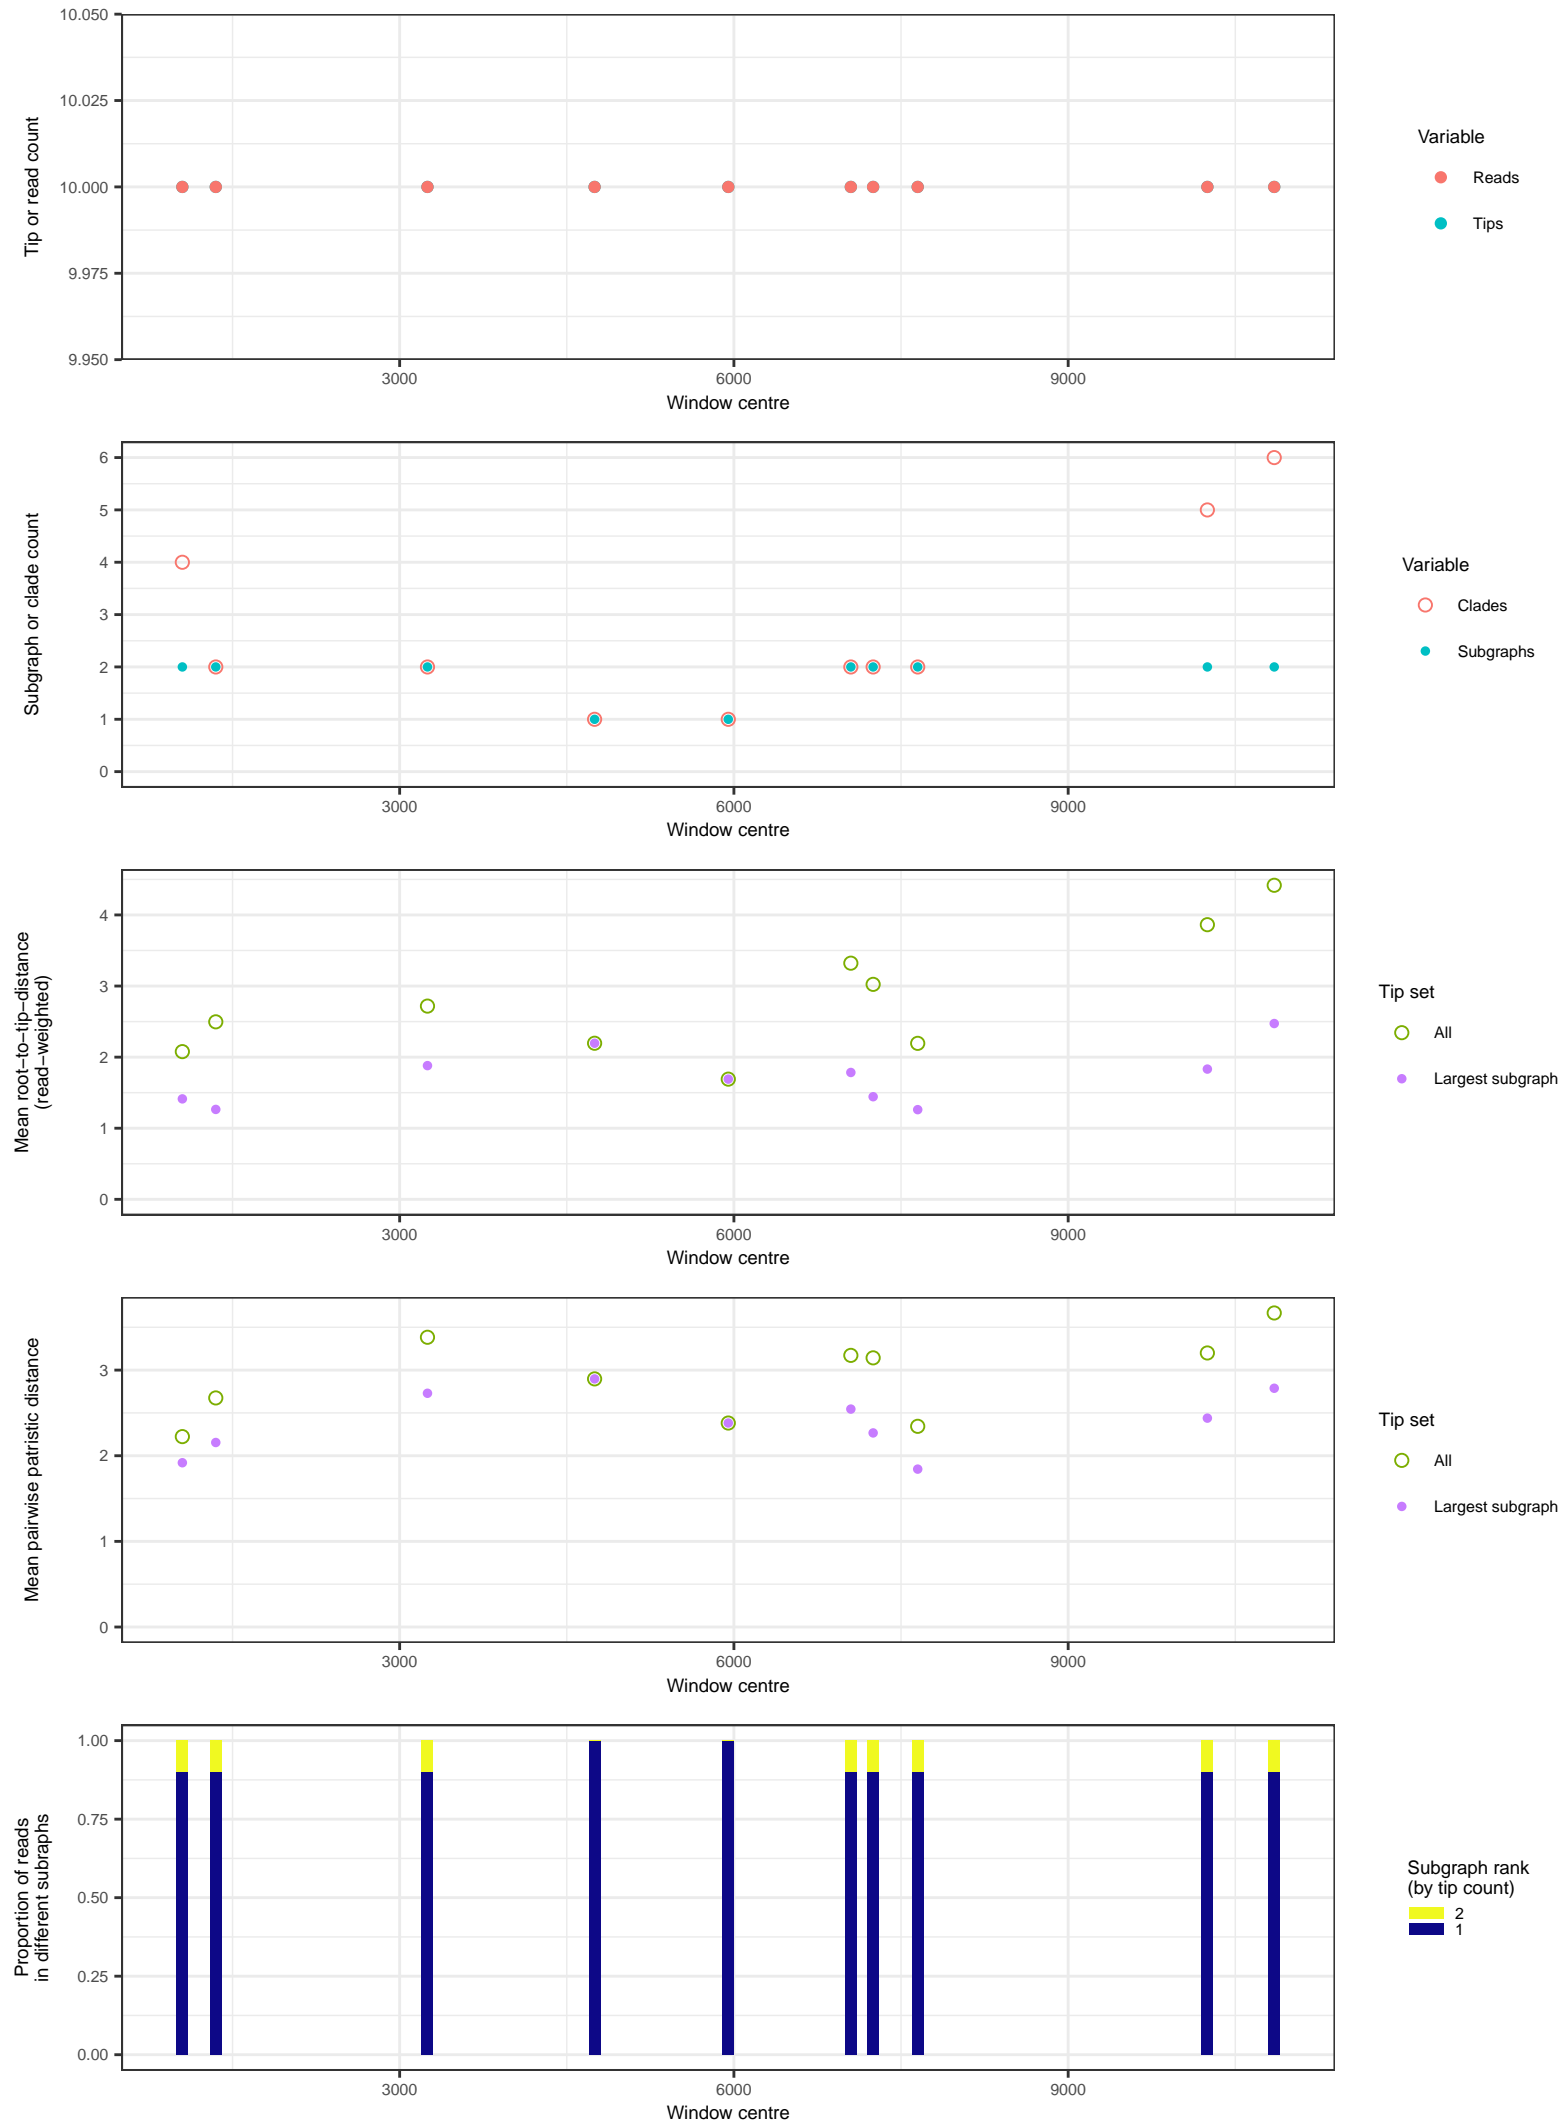 10.050
10.025
10.000
9.975
9.950
Tip or read count
3000
6000
9000
Window centre
Variable
Reads
Tips
6
5
4
3
2
1
0
Subgraph or clade count
3000
6000
9000
Window centre
Variable
Clades
Subgraphs
4
3
2
1
0
Mean root−to−tip−distance
(read−weighted)
3000
6000
9000
Window centre
Tip set
All
Largest subgraph
3
2
1
0
Mean pairwise patristic distance
3000
6000
9000
Window centre
Tip set
All
Largest subgraph
1.00
0.75
0.50
0.25
0.00
Proportion of reads
in different subraphs
3000
6000
9000
Window centre
Subgraph rank
(by tip count)
2
1